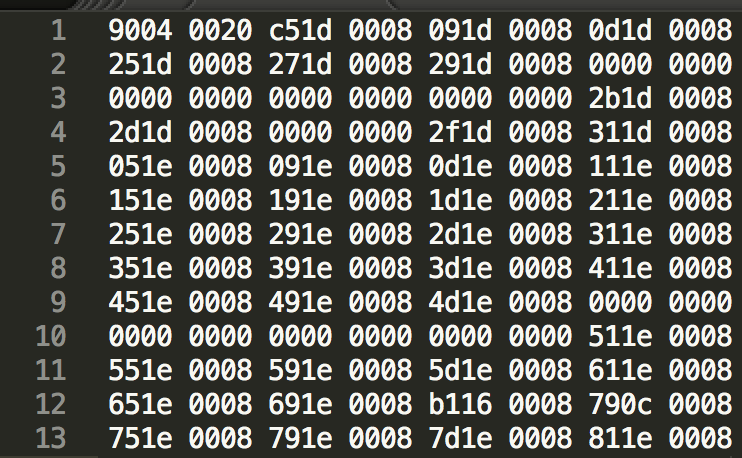 1 9004 0020 c51d 0008 091d 0008 0d1d 0008
2 251d 0008 271d 0008 291d 0008 0000 0000
3 0000 0000 0000 0000 0000 0000 2b1d 0008
4 2d1d 0008 0000 0000 2f1d 0008 311d 0008
5 051e 0008 091e 0008 0d1e 0008 111e 0008
6 151e 0008 191e 0008 1d1e 0008 211e 0008
7 251e 0008 291e 0008 2d1e 0008 311e 0008
8 351e 0008 391e 0008 3d1e 0008 411e 0008
9 451e 0008 491e 0008 4d1e 0008 0000 0000
10 0000 0000 0000 0000 0000 0000 511e 0008
11 551e 0008 591e 0008 5d1e 0008 611e 0008
12 651e 0008 691e 0008 b116 0008 790c 0008
13 751e 0008 791e 0008 7d1e 0008 811e 0008